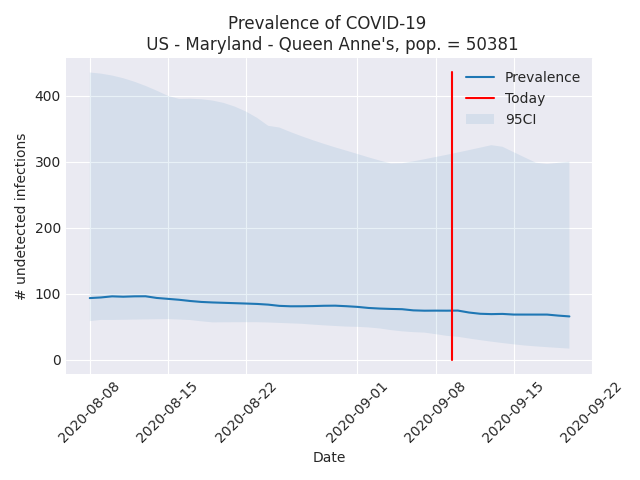 Prevalence of COVID-19
US - Maryland - Queen Anne's, pop. = 50381
# undetected infections
400
300
200
100
0
Prevalence
Today
95CI
2020-08-08
2020-08-15
2020-08-22
2020-09-01
2020-09-08
2020-09-15
2020-09-22
Date